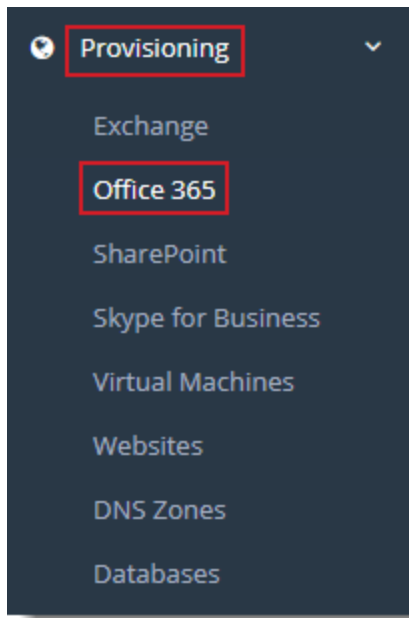 Provisioning
Exchange
Office 365
SharePoint
Skype for Business
Virtual Machines
Websites
DNS Zones
Databases